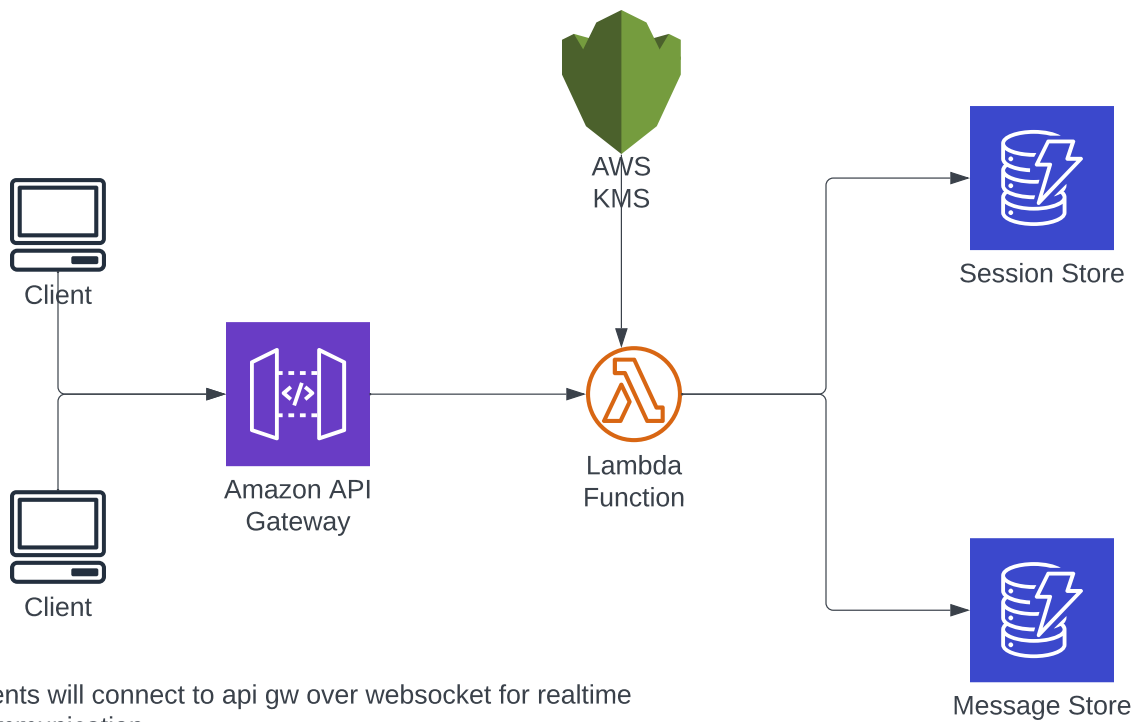 AWS
KMS
Client
Session Store
Lambda
Function
Amazon API
Gateway
Client
will connect to api gw over websocket for realtime
Message Store